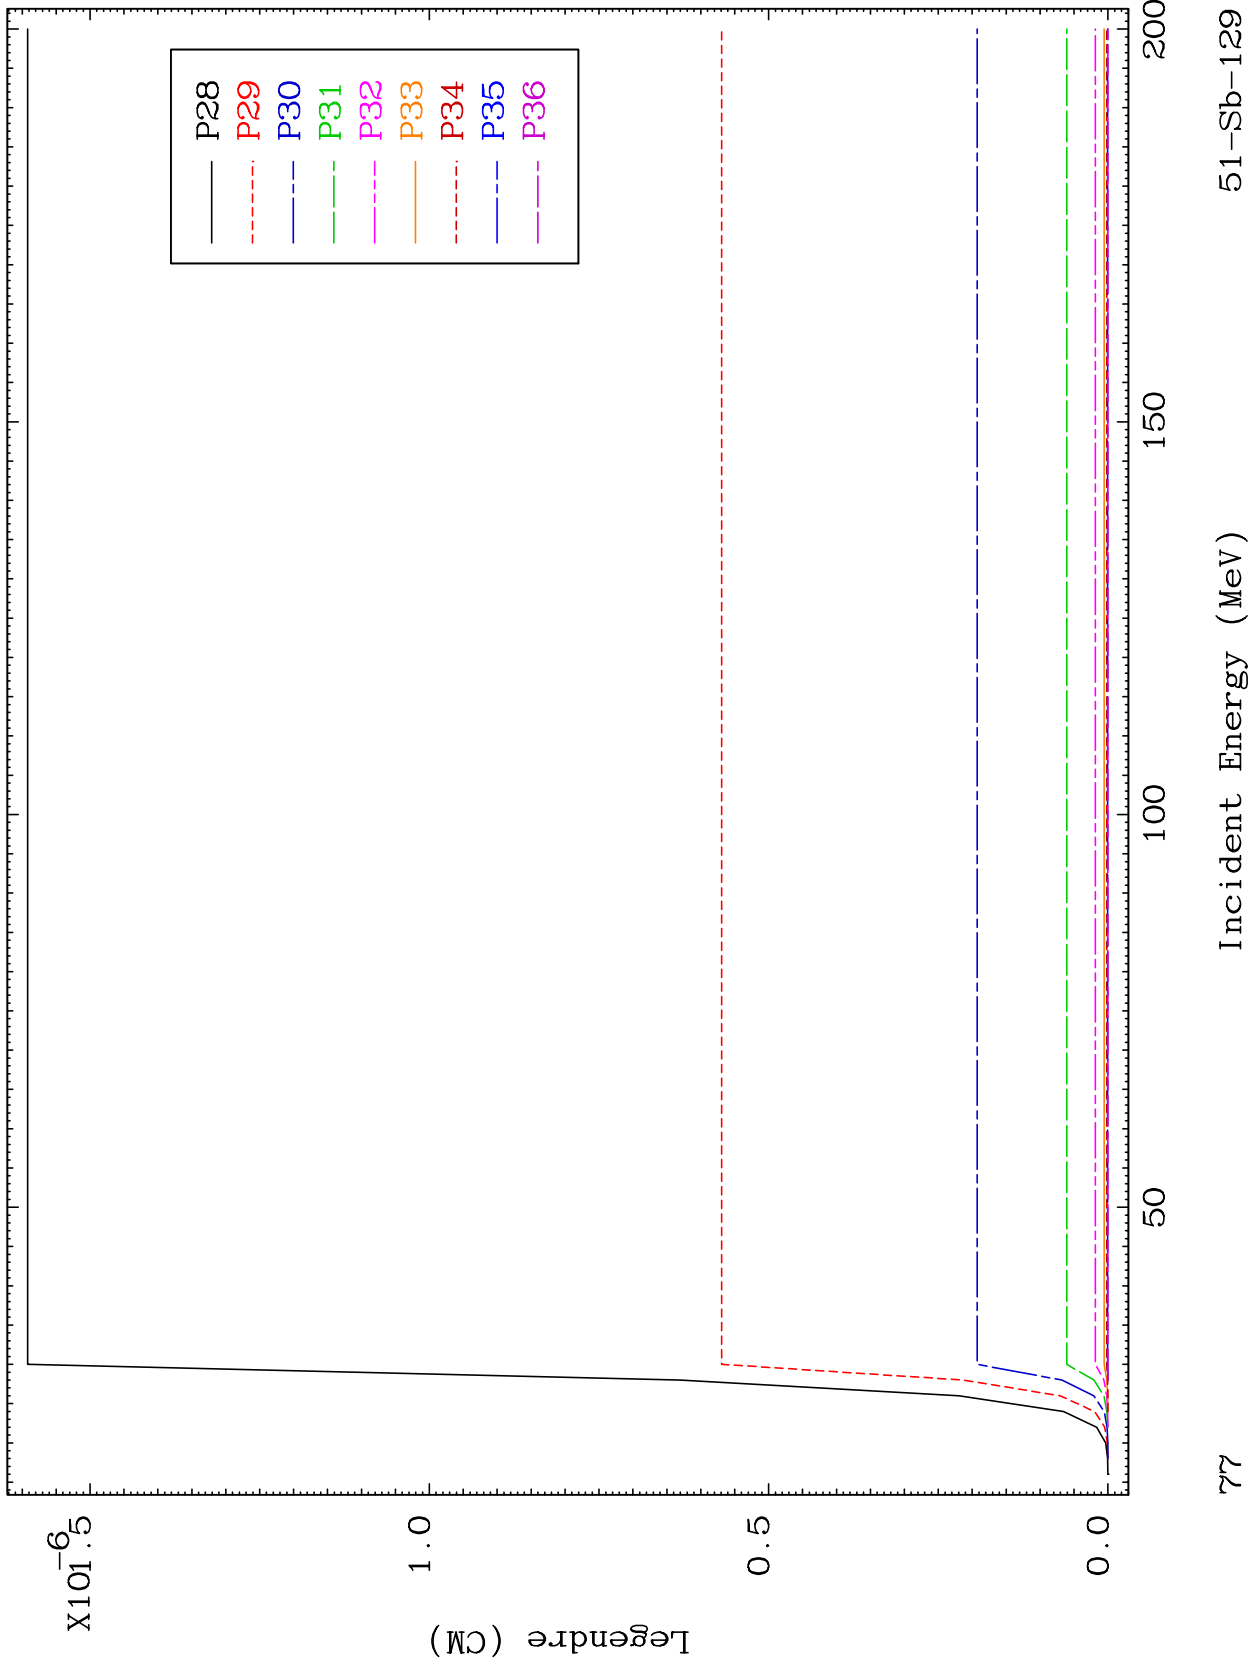 X10-6
1.5
1.0
0.5
0.0
Legendre (CM)
P28
P29
P30
P31
P32
P33
P34
P35
P36
50
100
150
200
77
Incident Energy (MeV)
51-Sb-129